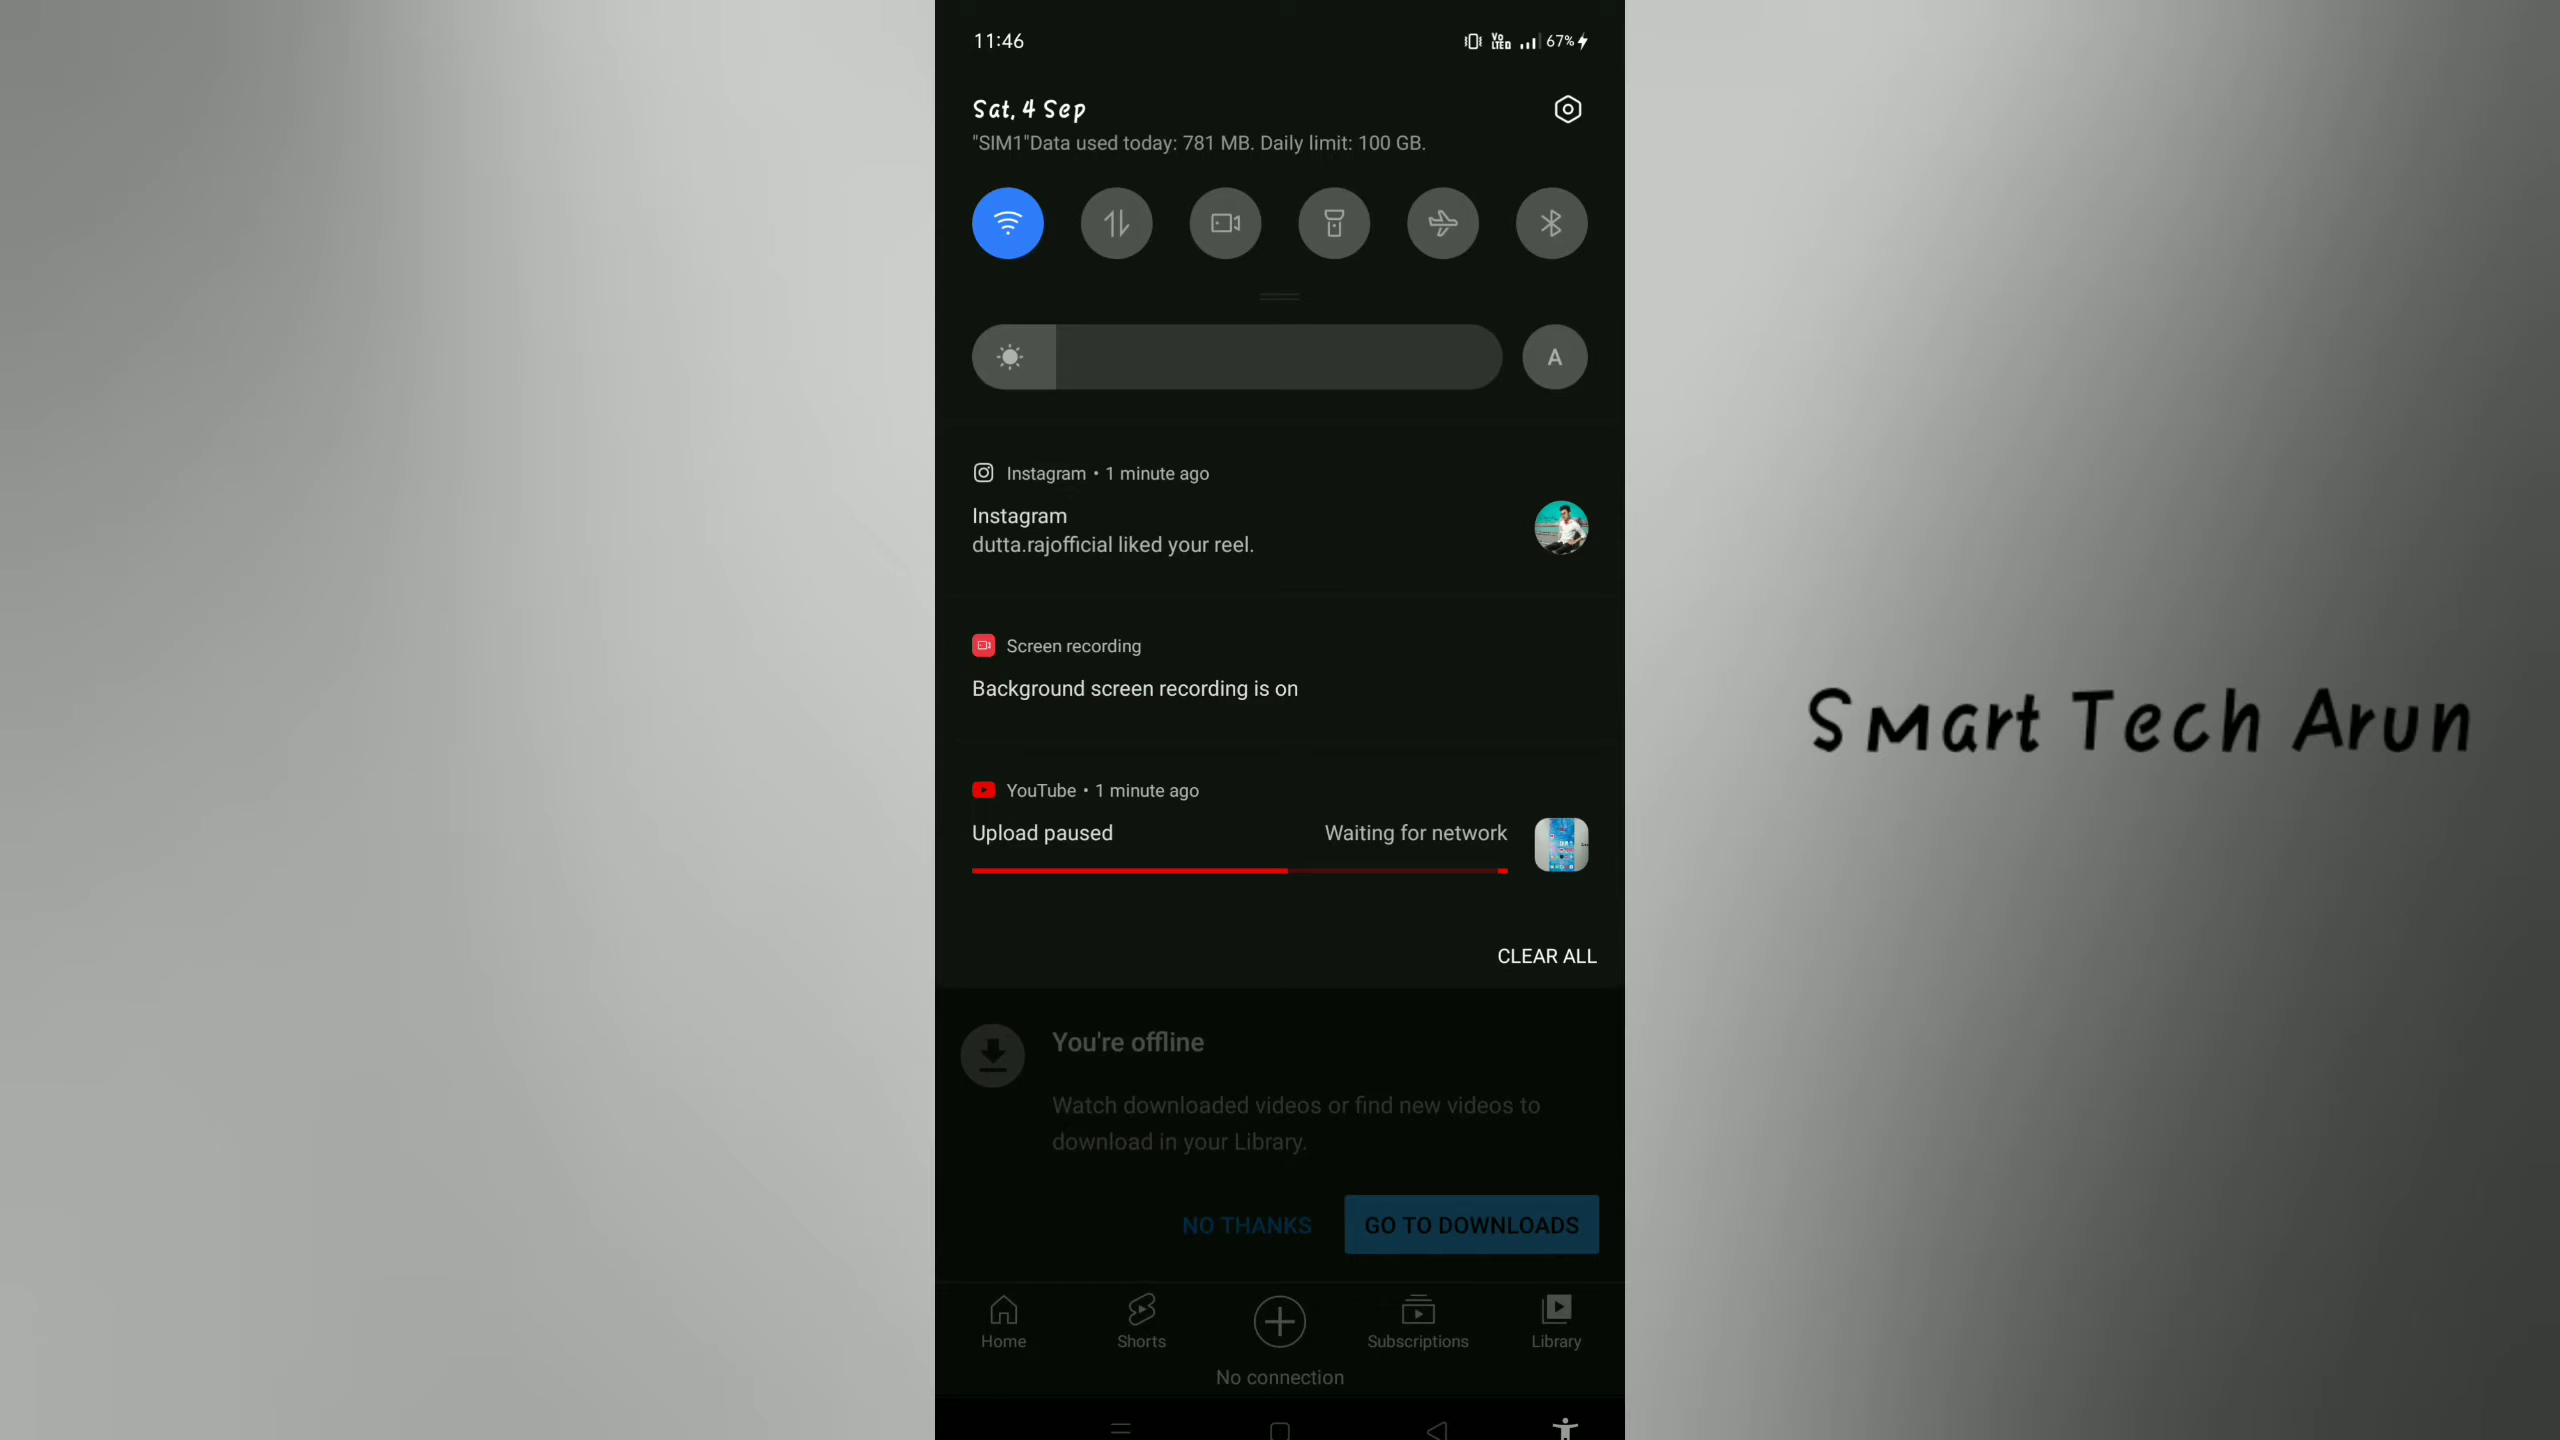 11:46
VoLTED 67%
Sat, 4 Sep
"SIM1"Data used today: 781 MB. Daily limit: 100 GB.
A
Instagram • 1 minute ago
Instagram
dutta.rajofficial liked your reel.
Screen recording
Background screen recording is on
Smart Tech Arun
YouTube • 1 minute ago
Upload paused Waiting for network
CLEAR ALL
You're offline
Watch downloaded videos or find new videos to
download in your Library.
NO THANKS GO TO DOWNLOADS
Home Shorts Subscriptions Library
No connection